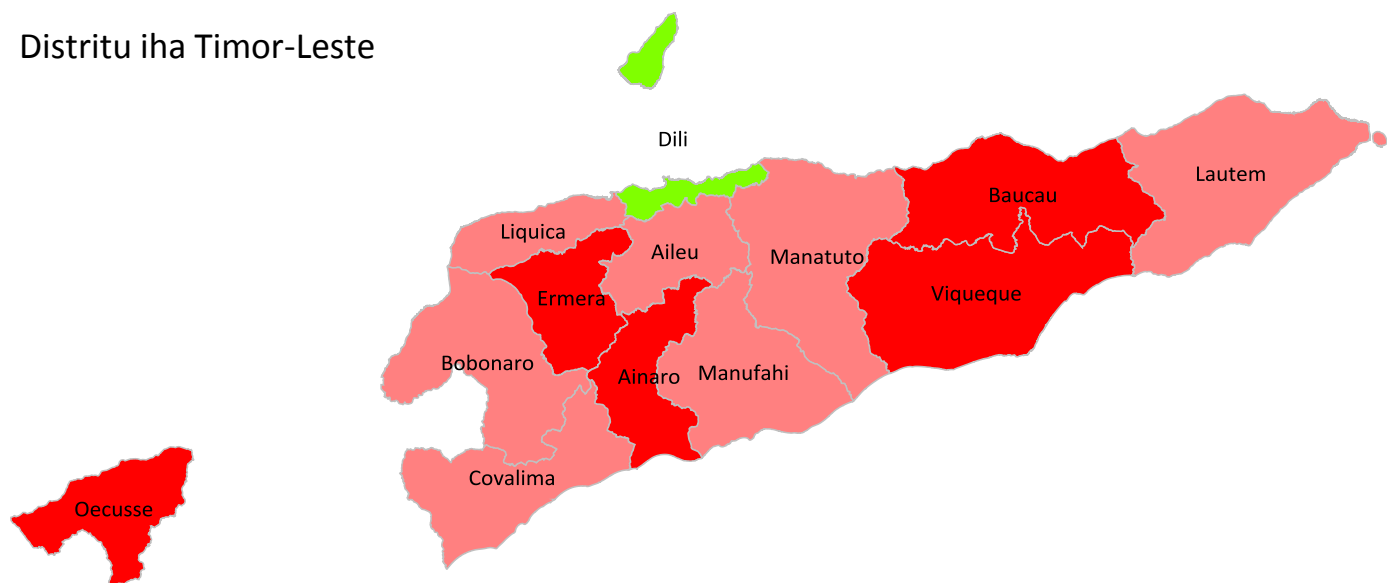 Distritu iha Timor-Leste
Dili
Lautem
Baucau
Liquica
Aileu
Manatuto
Viqueque
Ermera
Bobonaro
Ainaro
Manufahi
Covalima
Oecusse